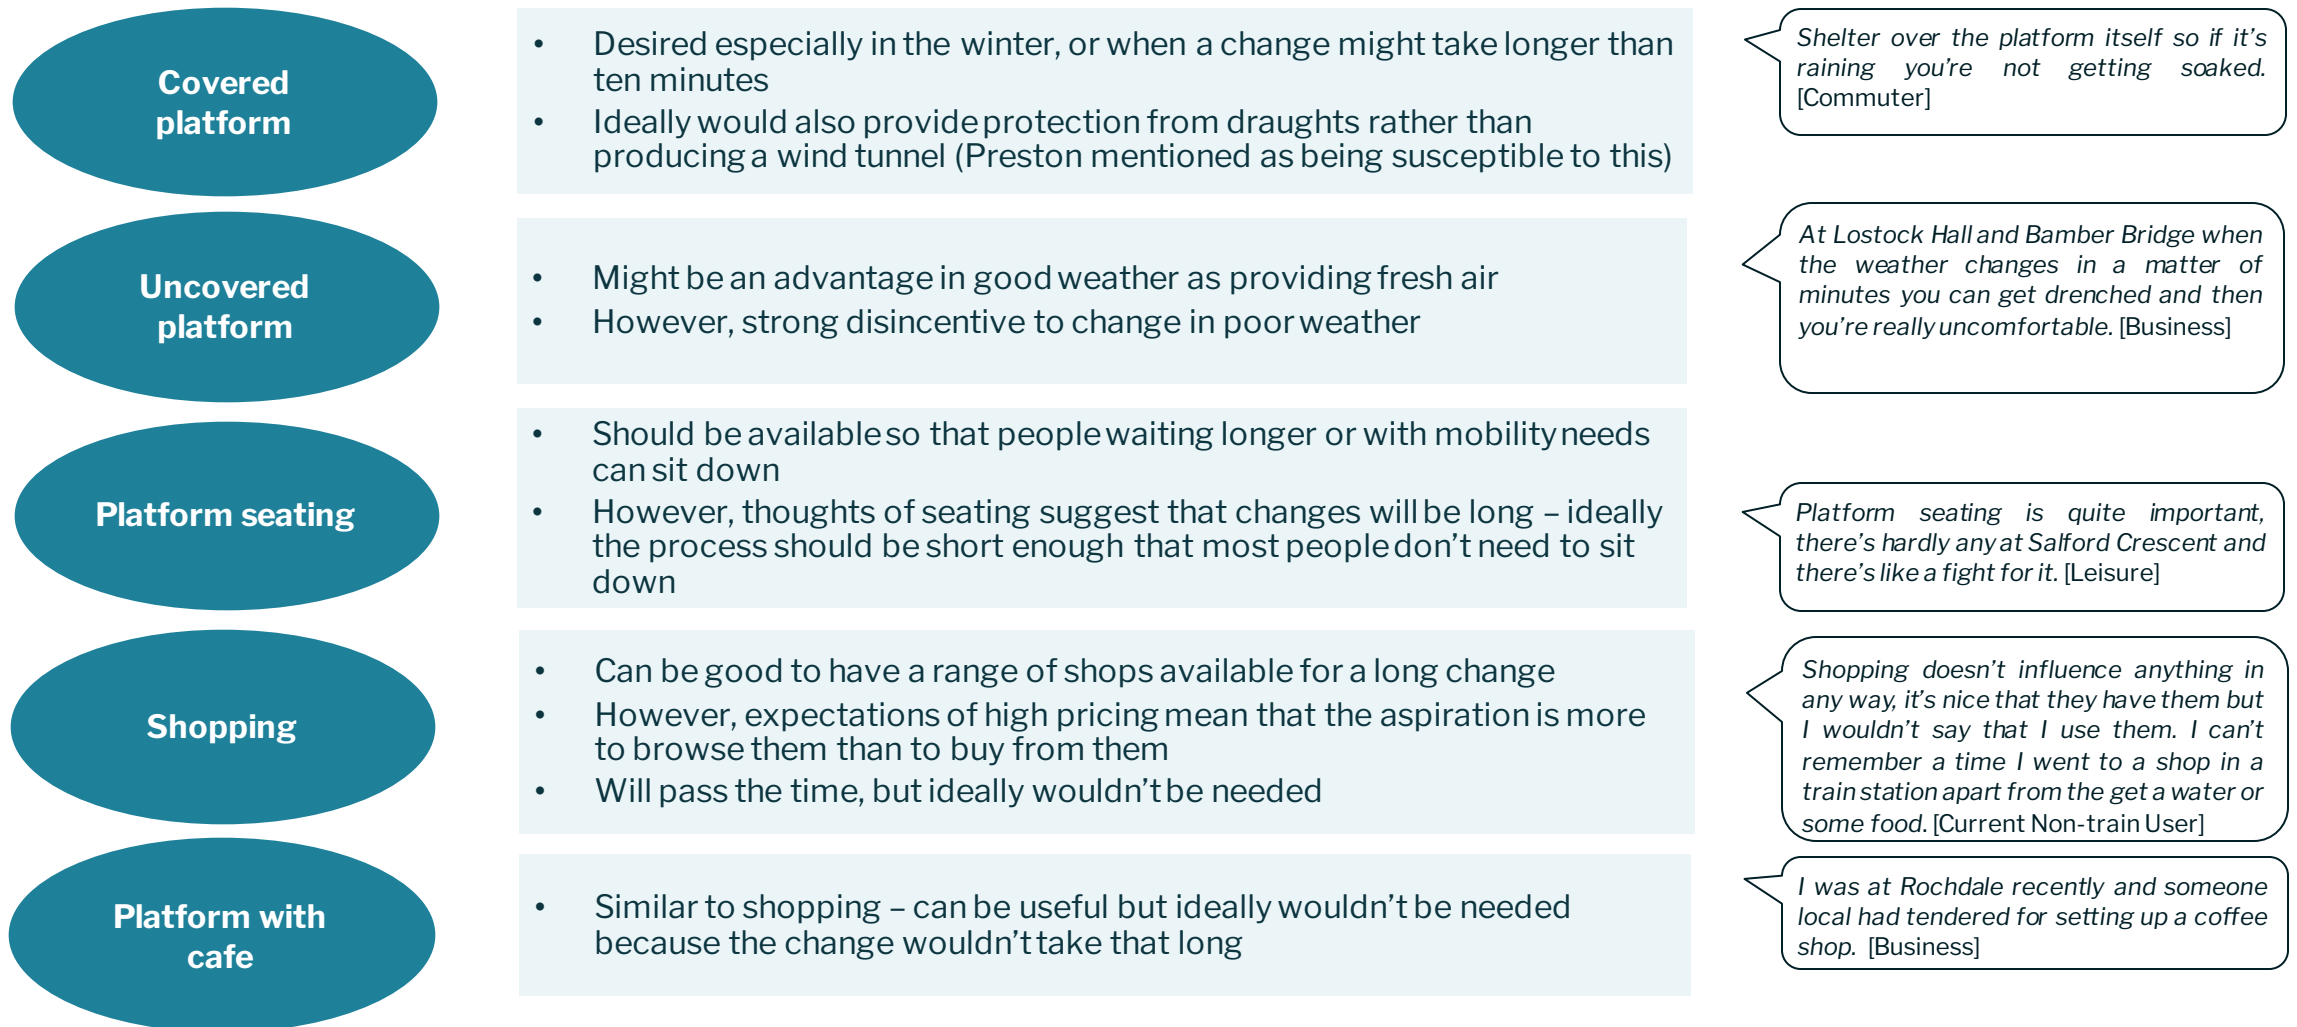 Covered
platform
• Desired especially in the winter, or when a change might take longer than
ten minutes
• Ideally would also provide protection from draughts rather than
producing a wind tunnel (Preston mentioned as being susceptible to this)
Shelter over the platform itself so if it’s
raining you’re not getting soaked.
[Commuter]
Uncovered
platform
• Might be an advantage in good weather as providing fresh air
• However, strong disincentive to change in poor weather
At Lostock Hall and Bamber Bridge when
the weather changes in a matter of
minutes you can get drenched and then
you’re really uncomfortable. [Business]
Platform seating
• Should be available so that people waiting longer or with mobility needs
can sit down
• However, thoughts of seating suggest that changes will be long – ideally
the process should be short enough that most people don’t need to sit
down
Platform seating is quite important,
there’s hardly any at Salford Crescent and
there’s like a fight for it. [Leisure]
Shopping
• Can be good to have a range of shops available for a long change
• However, expectations of high pricing mean that the aspiration is more
to browse them than to buy from them
• Will pass the time, but ideally wouldn’t be needed
Shopping doesn’t influence anything in
any way, it’s nice that they have them but
I wouldn’t say that I use them. I can’t
remember a time I went to a shop in a
train station apart from the get a water or
some food. [Current Non-train User]
Platform with
cafe
• Similar to shopping – can be useful but ideally wouldn’t be needed
because the change wouldn’t take that long
I was at Rochdale recently and someone
local had tendered for setting up a coffee
shop. [Business]